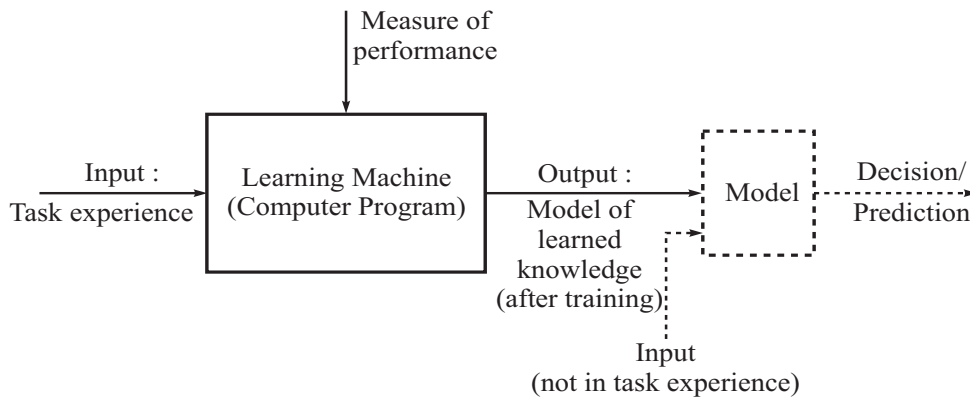 Measure of
performance
Input :
Task experience
Learning Machine
(Computer Program)
Output :
Model of
learned
knowledge
(after training)
Model
Decision/
Prediction
Input
(not in task experience)